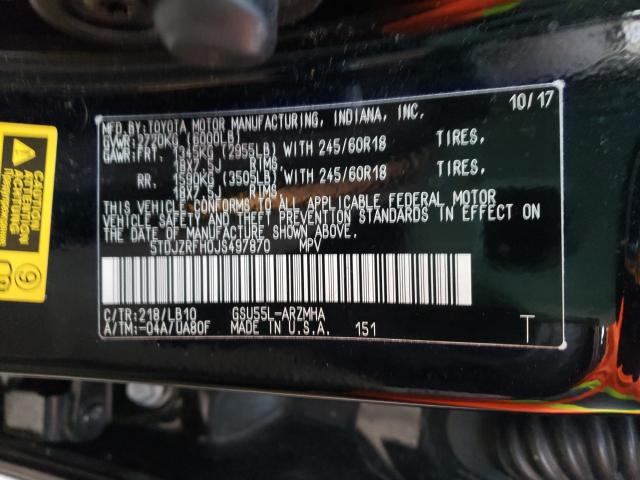 10/17
MFD.BY:TOYOTA MOTOR MANUFACTURING, INDIANA, INC.
GVWR:2720KG (6000LB)
GAWR:FRT. 1345KG (2955LB) WITH 245/60R18 TIRES,
18X7.5J RIMS
RR. 1590KG (3505LB) WITH 245/60R18 TIRES,
18X7.5J RIMS
THIS VEHICLE CONFORMS TO ALL APPLICABLE FEDERAL MOTOR
VEHICLE SAFETY AND THEFT PREVENTION STANDARDS IN EFFECT ON
THE DATE OF MANUFACTURE SHOWN ABOVE.
5TDJZRFH0JS497870 MPV
C/TR:218/LB10 GSU55L-ARZMHA
A/TM:-04A/UA80F MADE IN U.S.A. 151
T
CAUTION